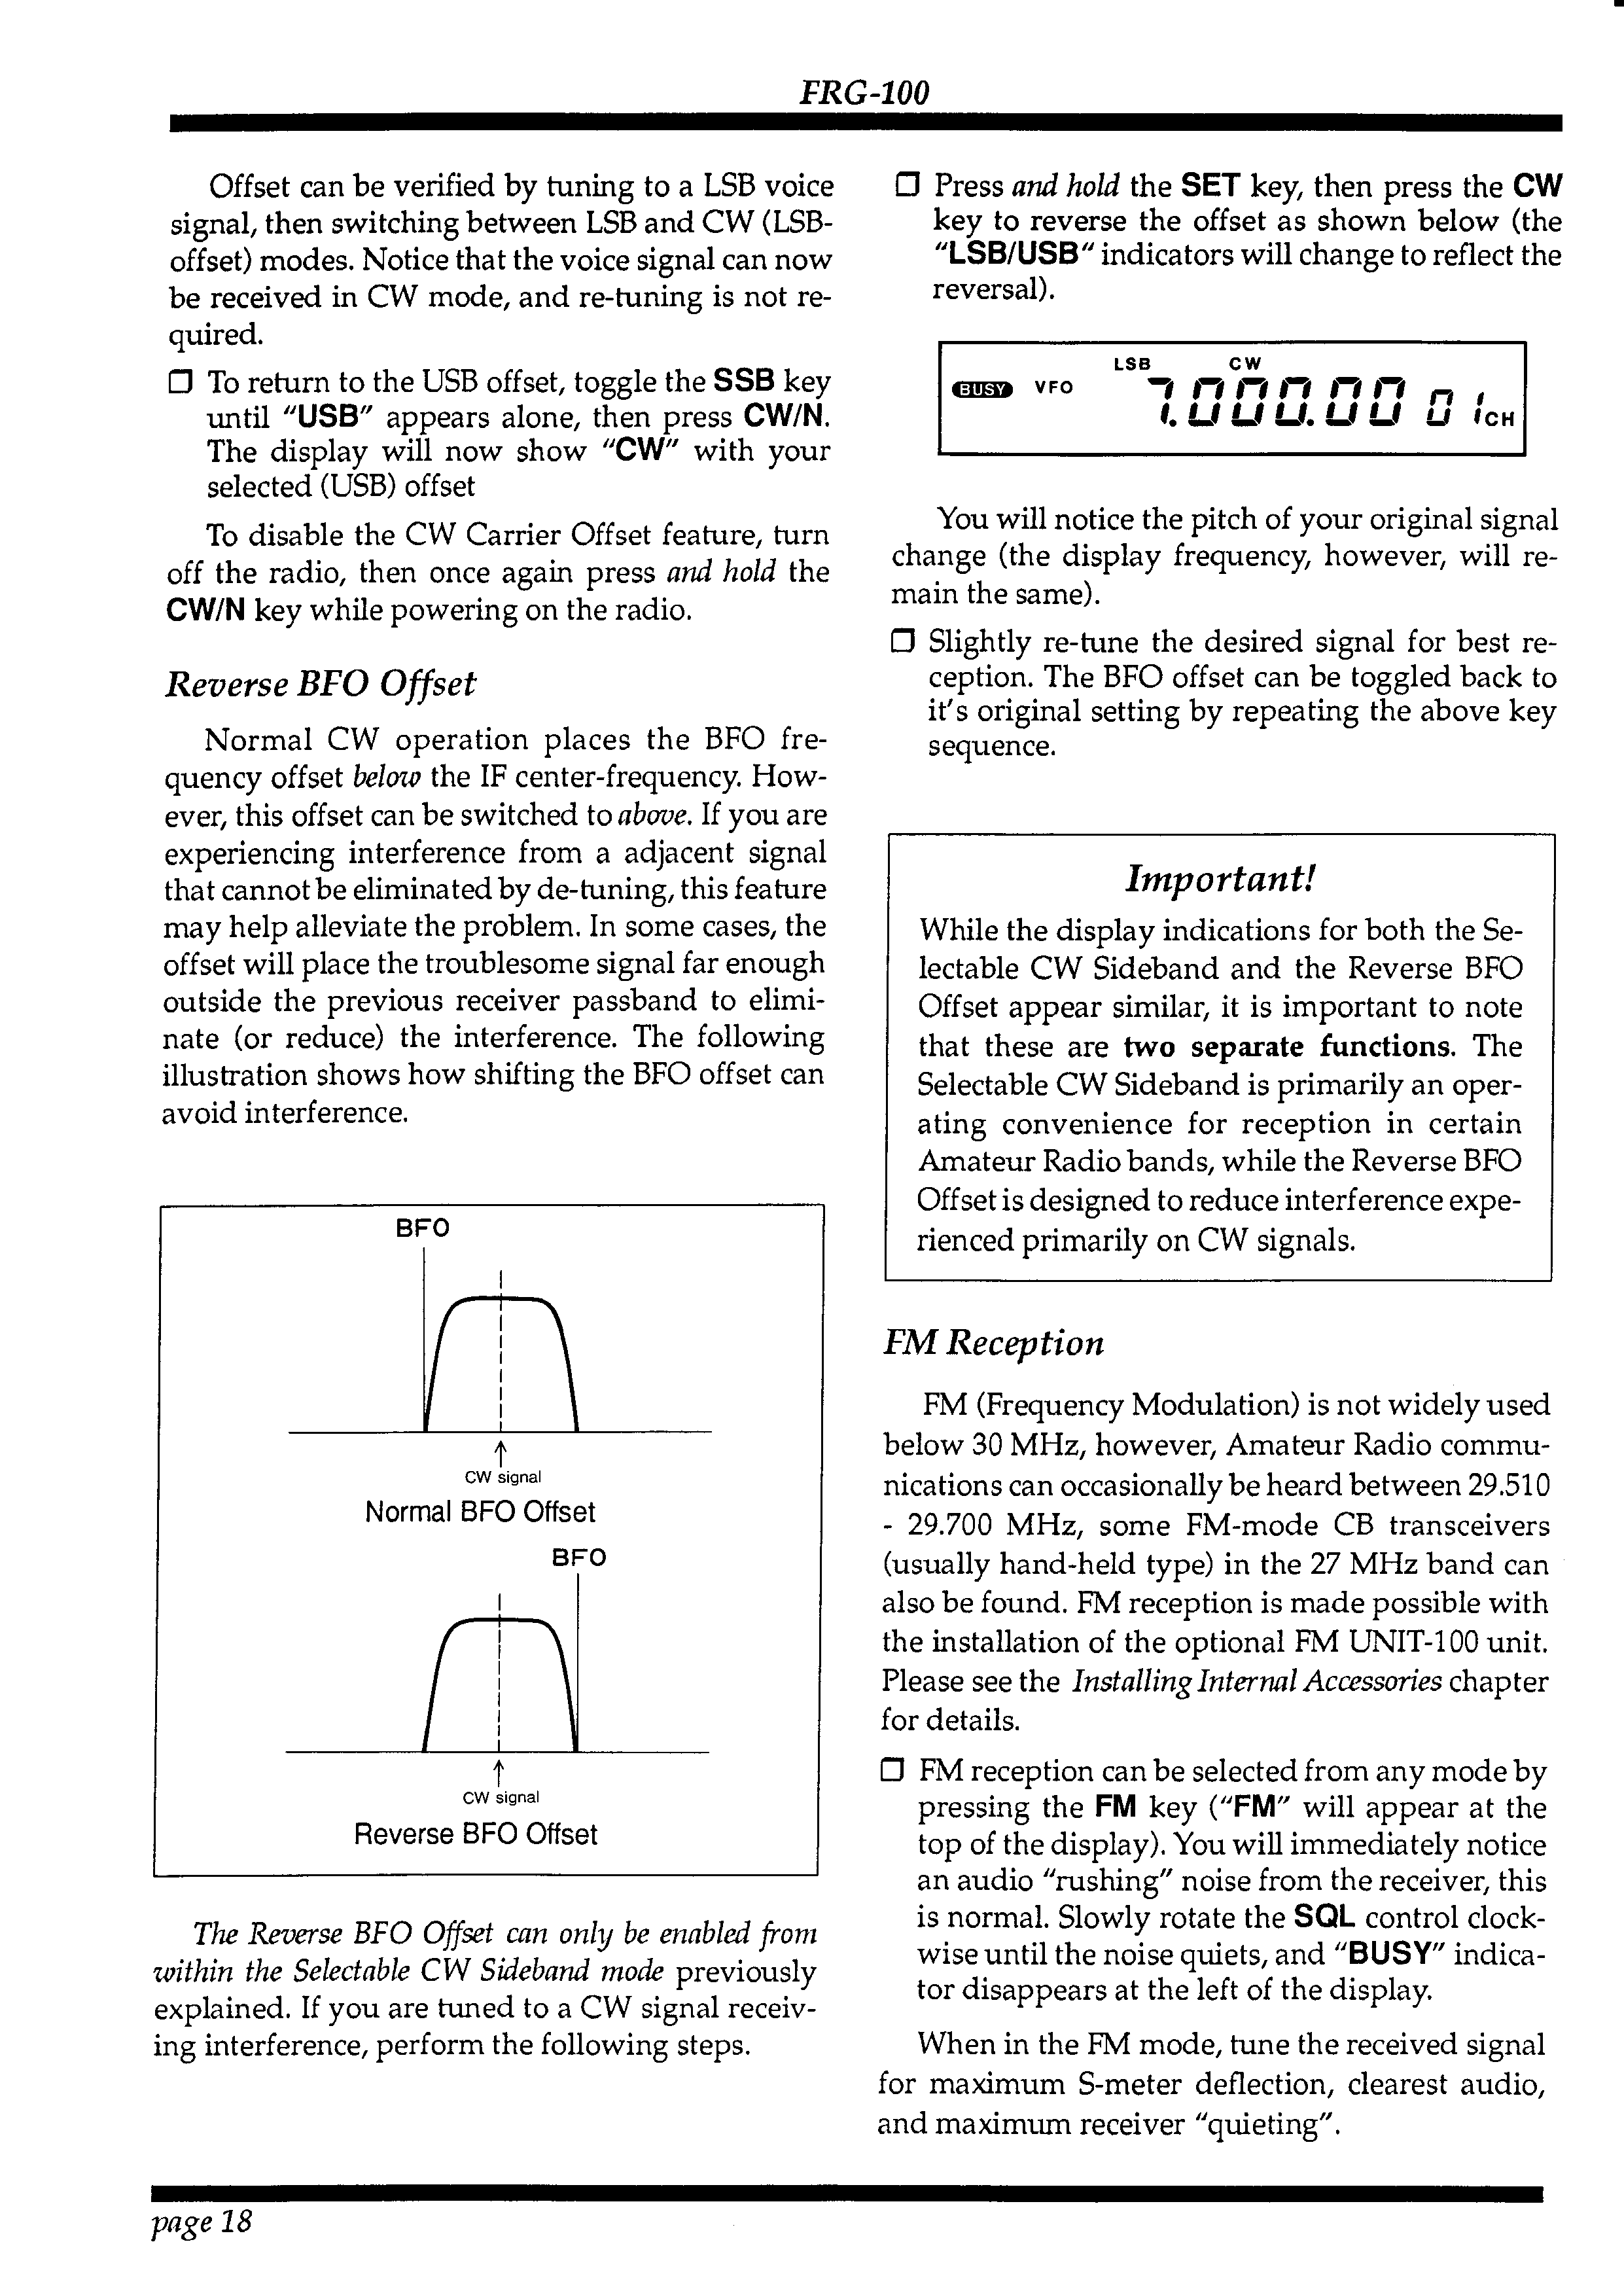 FRG-100
Offset can be verified by tuning to a LSB voice
signal, then switching between LSB and CW (LSB-
offset) modes. Notice that the voice signal can now
be received in CW mode, and re-tuning is not re-
quired.
❒ To return to the USB offset, toggle the SSB key
until "USB" appears alone, then press CW/N.
The display will now show "CW" with your
selected (USB) offset
To disable the CW Carrier Offset feature, turn
off the radio, then once again press and hold the
CW/N key while powering on the radio.
Reverse BFO Offset
Normal CW operation places the BFO fre-
quency offset below the IF center-frequency. How-
ever, this offset can be switched to above. If you are
experiencing interference from a adjacent signal
that cannot be eliminated by de-tuning, this feature
may help alleviate the problem. In some cases, the
offset will place the troublesome signal far enough
outside the previous receiver passband to elimi-
nate (or reduce) the interference. The following
illustration shows how shifting the BFO offset can
avoid interference.
BFO
CW signal
Normal BFO Offset
BFO
CW signal
Reverse BFO Offset
The Reverse BFO Offset can only be enabled from
within the Selectable CW Sideband mode previously
explained. If you are tuned to a CW signal receiv-
ing interference, perform the following steps.
❒ Press and hold the SET key, then press the CW
key to reverse the offset as shown below (the
"LSB/USB" indicators will change to reflect the
reversal).
LSB CW
BUSY VFO 7.000.00 01CH
You will notice the pitch of your original signal
change (the display frequency, however, will re-
main the same).
❒ Slightly re-tune the desired signal for best re-
ception. The BFO offset can be toggled back to
it's original setting by repeating the above key
sequence.
Important!
While the display indications for both the Se-
lectable CW Sideband and the Reverse BFO
Offset appear similar, it is important to note
that these are two separate functions. The
Selectable CW Sideband is primarily an oper-
ating convenience for reception in certain
Amateur Radio bands, while the Reverse BFO
Offset is designed to reduce interference expe-
rienced primarily on CW signals.
FM Reception
FM (Frequency Modulation) is not widely used
below 30 MHz, however, Amateur Radio commu-
nications can occasionally be heard between 29.510
- 29.700 MHz, some FM-mode CB transceivers
(usually hand-held type) in the 27 MHz band can
also be found. FM reception is made possible with
the installation of the optional FM UNIT-100 unit.
Please see the Installing Internal Accessories chapter
for details.
❒ FM reception can be selected from any mode by
pressing the FM key ("FM" will appear at the
top of the display). You will immediately notice
an audio "rushing" noise from the receiver, this
is normal. Slowly rotate the SQL control clock-
wise until the noise quiets, and "BUSY" indica-
tor disappears at the left of the display.
When in the FM mode, tune the received signal
for maximum S-meter deflection, clearest audio,
and maximum receiver "quieting".
page 18